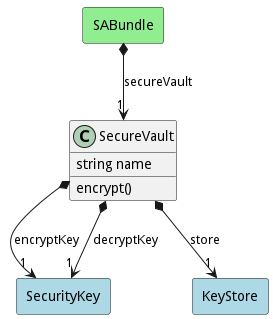 SABundle
secureVault
1
C SecureVault
string name
encrypt()
encryptKey decryptKey store
1 1 1
SecurityKey KeyStore